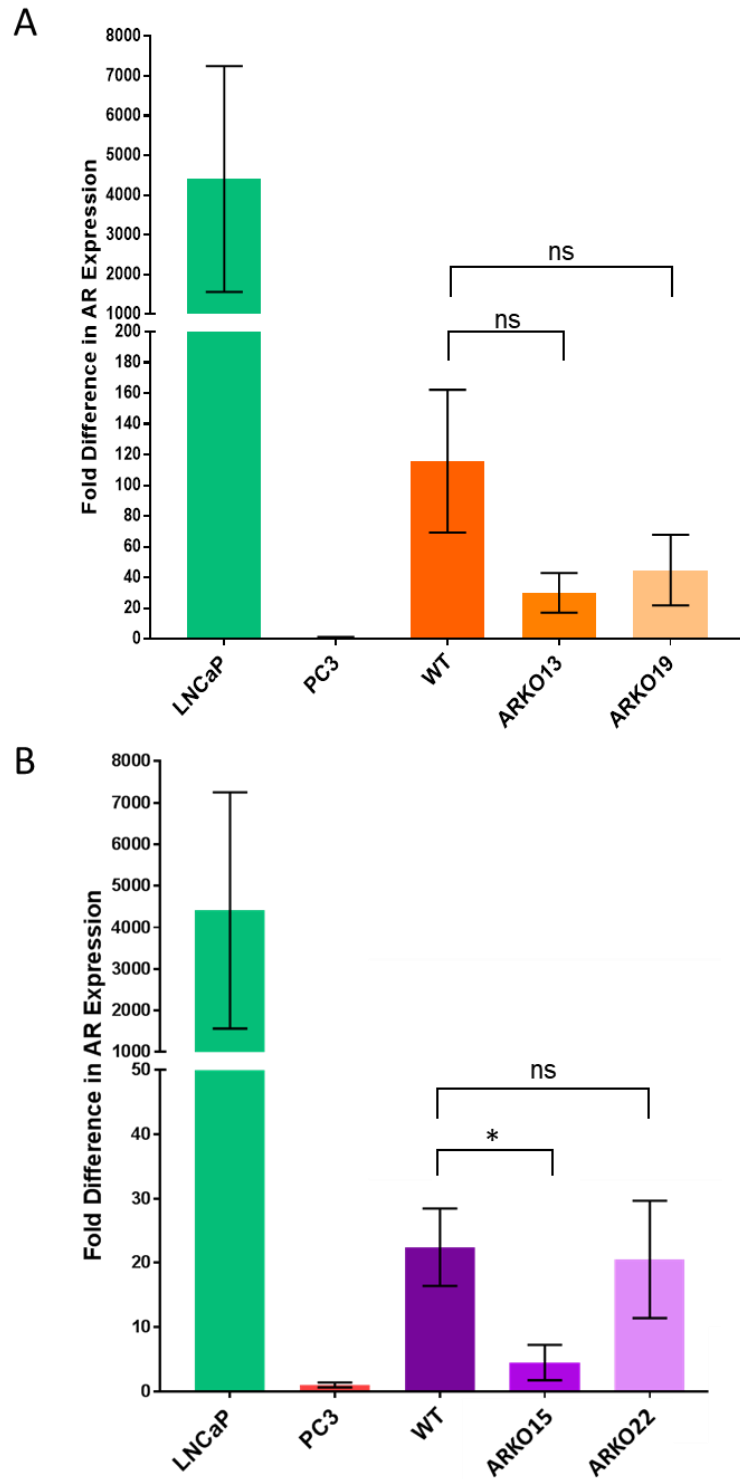 A
Fold Difference in AR Expression
8000
7000
6000
5000
4000
3000
2000
1000
200
180
160
140
120
100
80
60
40
20
0
ns
ns
LNCaP
PC3
WT
ARKO13
ARKO19
B
Fold Difference in AR Expression
8000
7000
6000
5000
4000
3000
2000
1000
50
40
30
20
10
0
ns
*
LNCaP
PC3
WT
ARKO15
ARKO22